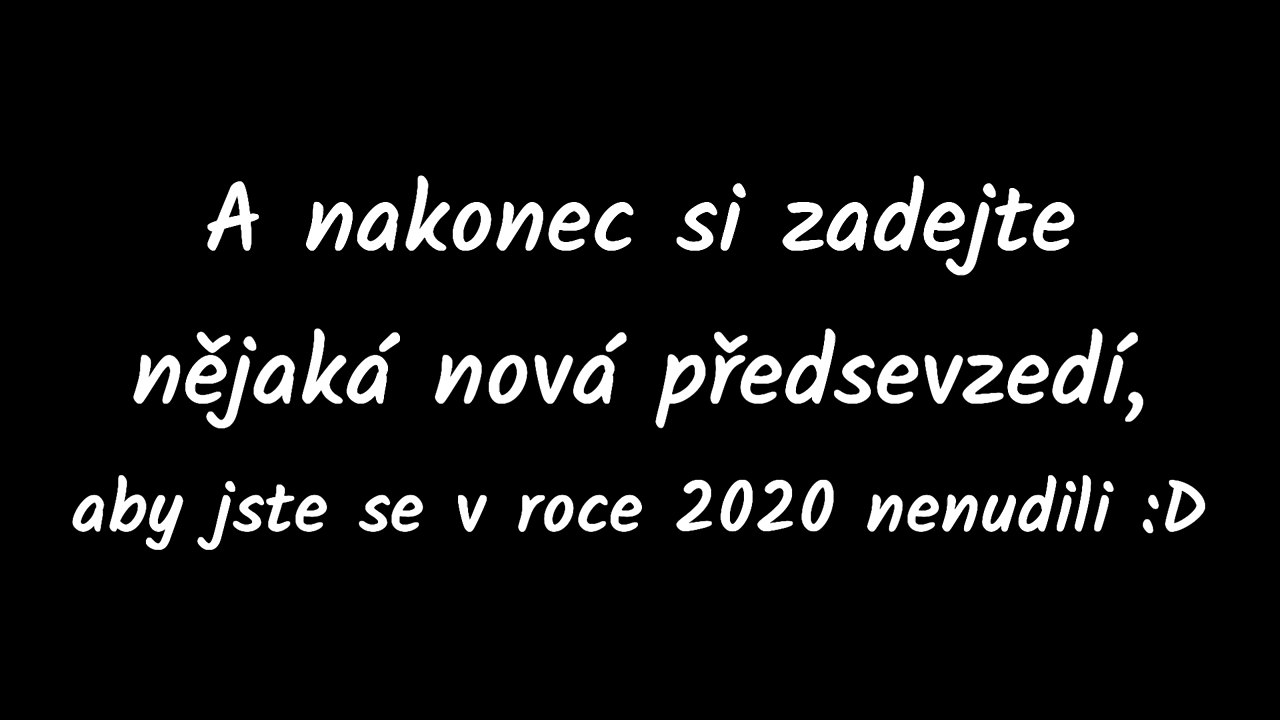 A nakonec si zadejte
nějaká nová předsevzedí,
aby jste se v roce 2020 nenudili :D